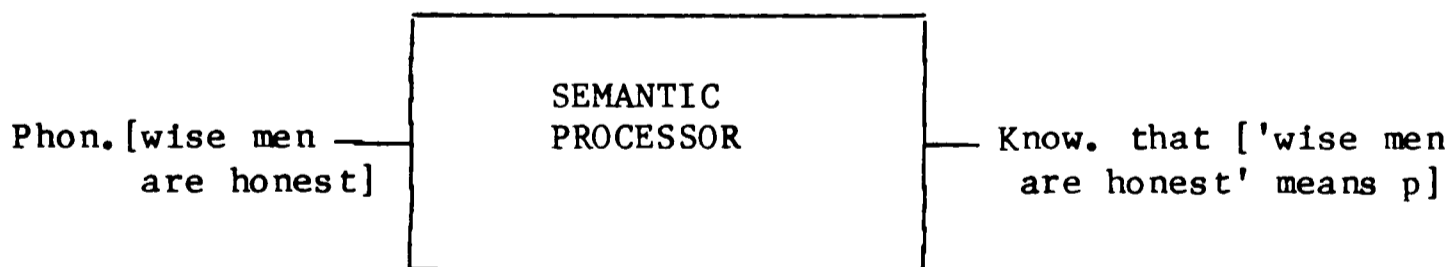 SEMANTIC
PROCESSOR
Phon.[wise men
are honest]
Know. that ['wise men
are honest' means p]